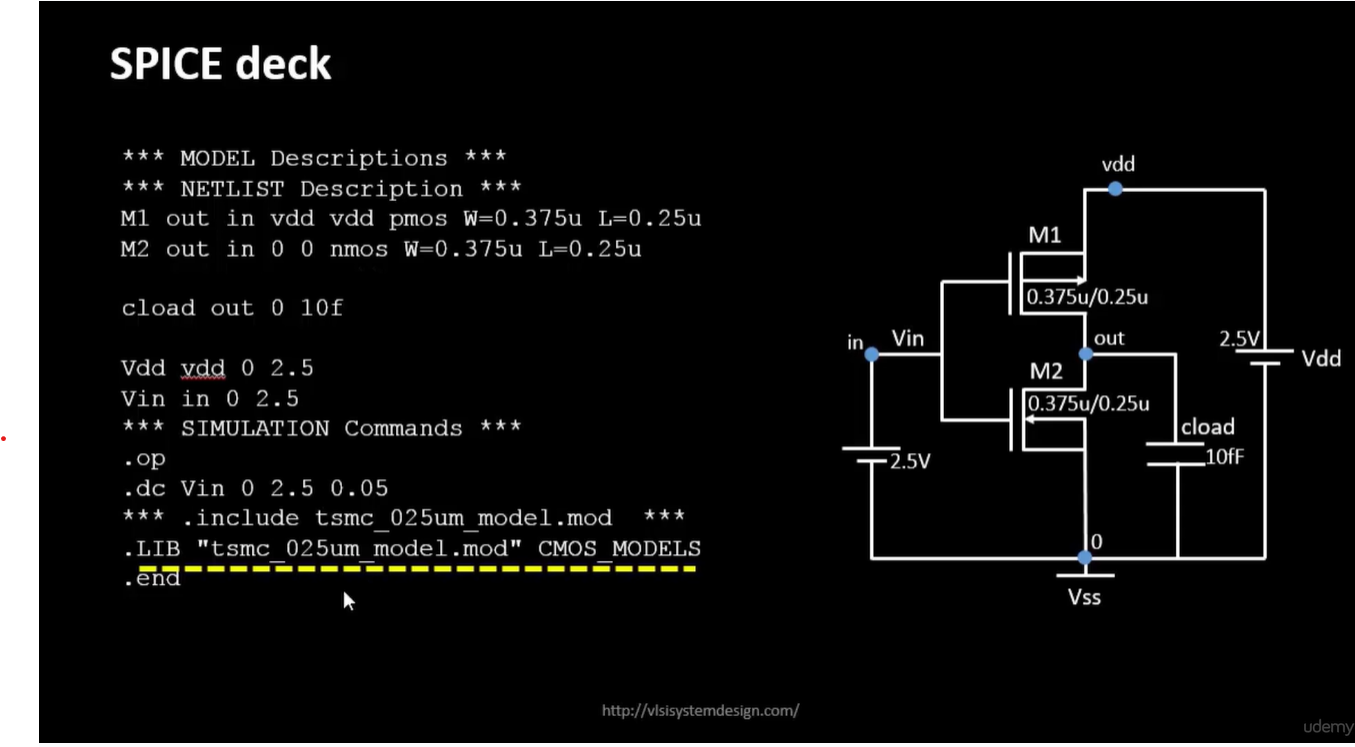 SPICE deck
*** MODEL Descriptions ***
*** NETLIST Description ***
M1 out in vdd vdd pmos W=0.375u L=0.25u
M2 out in 0 0 nmos W=0.375u L=0.25u
cload out 0 10f
Vdd vdd 0 2.5
Vin in 0 2.5
*** SIMULATION Commands ***
.op
.dc Vin 0 2.5 0.05
*** .include tsmc_025um_model.mod ***
.LIB "tsmc_025um_model.mod" CMOS_MODELS
.end
vdd
M1
0.375u/0.25u
in
Vin
out
2.5V
Vdd
M2
0.375u/0.25u
cload
10fF
2.5V
0
Vss
http://vlsisystemdesign.com/
udemy